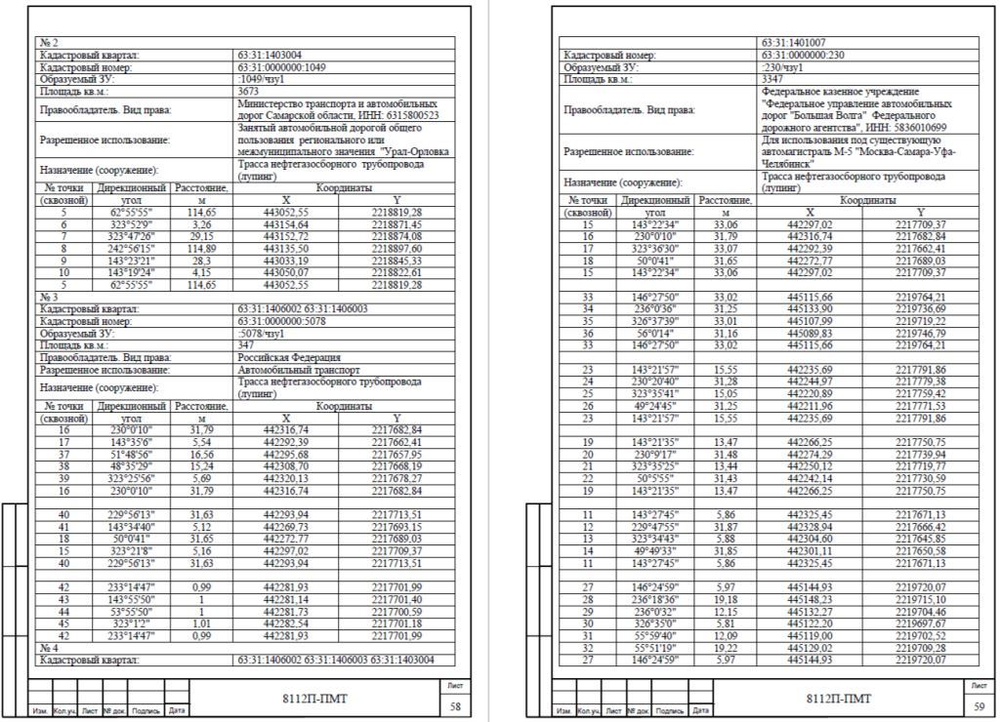 № 2
Кадастровый квартал: 63:31:1403004
Кадастровый номер: 63:31:0000000:1049
Образуемый ЗУ: :1049/чзу1
Площадь кв.м.: 3673
Правообладатель. Вид права: Министерство транспорта и автомобильных
дорог Самарской области, ИНН: 6315800523
Разрешенное использование: Занятый автомобильной дорогой общего
пользования регионального или
межмуниципального значения "Урал-Орловка
Назначение (сооружение): Трасса нефтегазосборного трубопровода
(лупинг)
№ точки Дирекционный Расстояние, Координаты
(сквозной) угол м X Y
5 62°55'55" 114,65 443052,55 2218819,28
6 323°52'9" 3,26 443154,64 2218871,45
7 323°47'26" 29,15 443152,72 2218874,08
8 242°56'15" 114,89 443135,50 2218897,60
9 143°23'21" 28,3 443033,19 2218845,33
10 143°19'24" 4,15 443050,07 2218822,61
5 62°55'55" 114,65 443052,55 2218819,28
№ 3
Кадастровый квартал: 63:31:1406002 63:31:1406003
Кадастровый номер: 63:31:0000000:5078
Образуемый ЗУ: :5078/чзу1
Площадь кв.м.: 347
Правообладатель. Вид права: Российская Федерация
Разрешенное использование: Автомобильный транспорт
Назначение (сооружение): Трасса нефтегазосборного трубопровода
(лупинг)
№ точки Дирекционный Расстояние, Координаты
(сквозной) угол м X Y
16 230°0'10" 31,79 442316,74 2217682,84
17 143°35'6" 5,54 442292,39 2217662,41
37 51°48'56" 16,56 442295,68 2217657,95
38 48°35'29" 15,24 442308,70 2217668,19
39 323°25'56" 5,69 442320,13 2217678,27
16 230°0'10" 31,79 442316,74 2217682,84
40 229°56'13" 31,63 442293,94 2217713,51
41 143°34'40" 5,12 442269,73 2217693,15
18 50°0'41" 31,65 442272,77 2217689,03
15 323°21'8" 5,16 442297,02 2217709,37
40 229°56'13" 31,63 442293,94 2217713,51
42 233°14'47" 0,99 442281,93 2217701,99
43 143°55'50" 1 442281,14 2217701,40
44 53°55'50" 1 442281,73 2217700,59
45 323°1'2" 1,01 442282,54 2217701,18
42 233°14'47" 0,99 442281,93 2217701,99
№ 4
Кадастровый квартал: 63:31:1406002 63:31:1406003 63:31:1403004
Изм. Кол.уч. Лист № док. Подпись Дата
8112П-ПМТ
Лист
58
63:31:1401007
Кадастровый номер: 63:31:0000000:230
Образуемый ЗУ: :230/чзу1
Площадь кв.м.: 3347
Правообладатель. Вид права: Федеральное казенное учреждение
"Федеральное управление автомобильных
дорог "Большая Волга" Федерального
дорожного агентства", ИНН: 5836010699
Разрешенное использование: Для использования под существующую
автомагистраль М-5 "Москва-Самара-Уфа-
Челябинск"
Назначение (сооружение): Трасса нефтегазосборного трубопровода
(лупинг)
№ точки Дирекционный Расстояние, Координаты
(сквозной) угол м X Y
15 143°22'34" 33,06 442297,02 2217709,37
16 230°0'10" 31,79 442316,74 2217682,84
17 323°36'30" 33,07 442292,39 2217662,41
18 50°0'41" 31,65 442272,77 2217689,03
15 143°22'34" 33,06 442297,02 2217709,37
33 146°27'50" 33,02 445115,66 2219764,21
34 236°0'36" 31,25 445133,90 2219736,69
35 326°37'39" 33,01 445107,99 2219719,22
36 56°0'14" 31,16 445089,83 2219746,79
33 146°27'50" 33,02 445115,66 2219764,21
23 143°21'57" 15,55 442235,69 2217791,86
24 230°20'40" 31,28 442244,97 2217779,38
25 323°35'41" 15,05 442220,89 2217759,42
26 49°24'45" 31,25 442211,96 2217771,53
23 143°21'57" 15,55 442235,69 2217791,86
19 143°21'35" 13,47 442266,25 2217750,75
20 230°9'17" 31,48 442274,29 2217739,94
21 323°35'25" 13,44 442250,12 2217719,77
22 50°5'55" 31,43 442242,14 2217730,59
19 143°21'35" 13,47 442266,25 2217750,75
11 143°27'45" 5,86 442325,45 2217671,13
12 229°47'55" 31,87 442328,94 2217666,42
13 323°34'43" 5,88 442304,60 2217645,85
14 49°49'33" 31,85 442301,11 2217650,58
11 143°27'45" 5,86 442325,45 2217671,13
27 146°24'59" 5,97 445144,93 2219720,07
28 236°18'36" 19,18 445148,23 2219715,10
29 236°0'32" 12,15 445127,27 2219704,46
30 326°35'0" 5,81 445122,20 2219697,67
31 55°59'40" 12,09 445119,00 2219702,52
32 55°51'19" 19,22 445129,02 2219709,28
27 146°24'59" 5,97 445144,93 2219720,07
Изм. Кол.уч. Лист № док. Подпись Дата
8112П-ПМТ
Лист
59